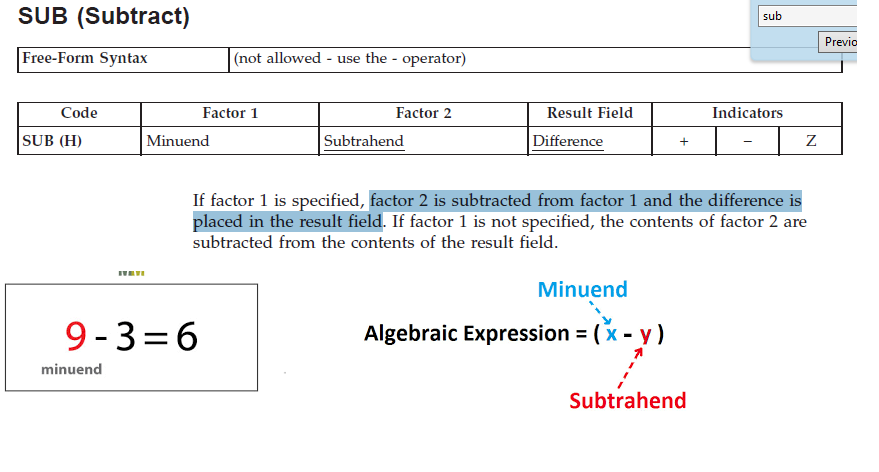 SUB (Subtract)
sub
Previo
Free-Form Syntax (not allowed - use the - operator)
Code Factor 1 Factor 2 Result Field Indicators
SUB (H) Minuend Subtrahend Difference + − Z
If factor 1 is specified, factor 2 is subtracted from factor 1 and the difference is
placed in the result field. If factor 1 is not specified, the contents of factor 2 are
subtracted from the contents of the result field.
9-3=6
minuend
Minuend
Algebraic Expression = ( x - y )
Subtrahend